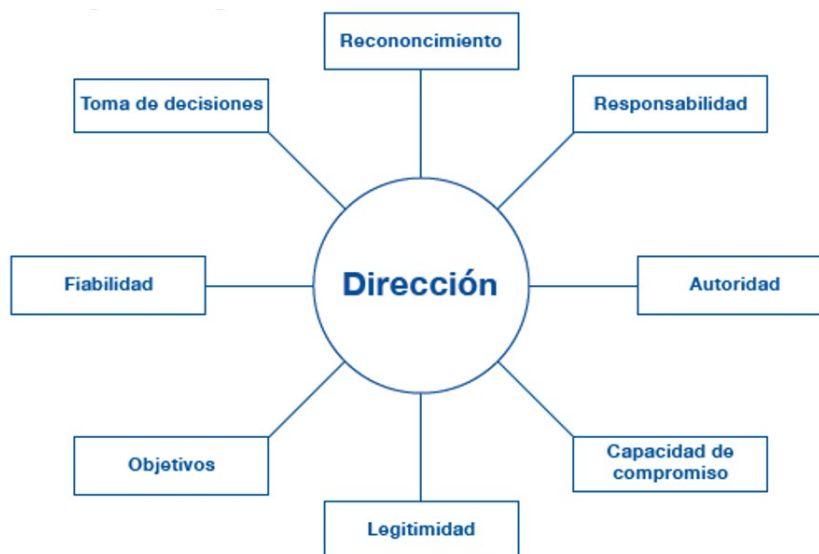 Recononcimiento
Toma de decisiones
Responsabilidad
Fiabilidad
Dirección
Autoridad
Objetivos
Capacidad de
compromiso
Legitimidad